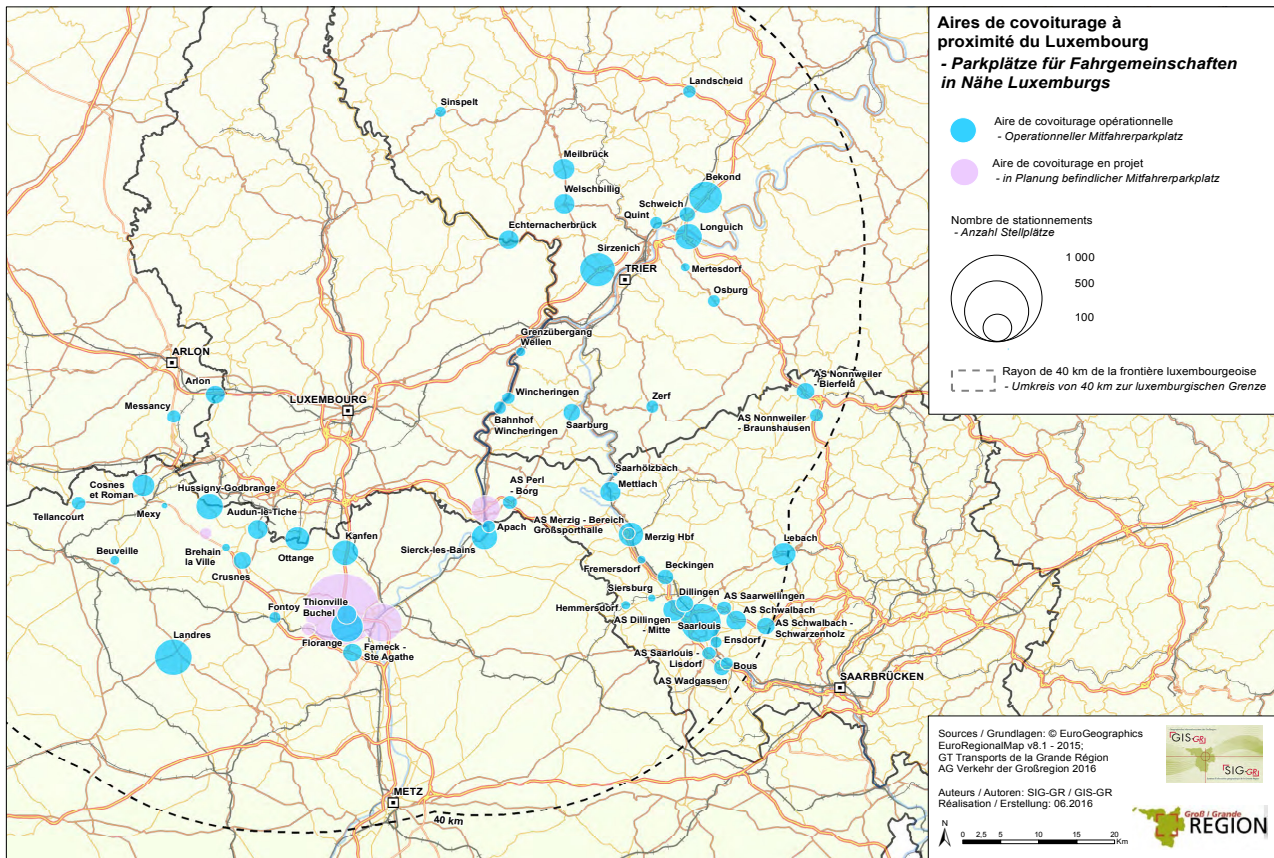 Aires de covoiturage à
proximité du Luxembourg
- Parkplätze für Fahrgemeinschaften
in Nähe Luxemburgs
Aire de covoiturage opérationnelle
- Operationneller Mitfahrerparkplatz
Aire de covoiturage en projet
- in Planung befindlicher Mitfahrerparkplatz
Nombre de stationnements
- Anzahl Stellplätze
1 000
500
100
Rayon de 40 km de la frontière luxembourgeoise
- Umkreis von 40 km zur luxemburgischen Grenze
Landscheid
Sinspelt
Meilbrück
Bekond
Welschbillig
Schweich
Quint
Echternacherbrück
Longuich
Sirzenich
TRIER
Mertesdorf
Osburg
Grenzübergang
Wellen
ARLON
Arlon
AS Nonnweiler
- Bierfeld
Messancy
LUXEMBOURG
Wincheringen
Bahnhof
Wincheringen
Saarburg
Zerf
AS Nonnweiler
- Braunshausen
Saarhölzbach
Cosnes
et Roman
Hussigny-Godbrange
AS Perl
- Borg
Mettlach
Tellancourt
Mexy
Audun-le-Tiche
Apach
AS Merzig - Bereich
Großsporthalle
Merzig Hbf
Lebach
Beuveille
Brehain
la Ville
Ottange
Kanfen
Sierck-les-Bains
Crusnes
Fremersdorf
Beckingen
Siersburg
Dillingen
Hemmersdorf
AS Saarwellingen
Thionville
Buchel
Fontoy
AS Dillingen
- Mitte
Saarlouis
AS Schwalbach
AS Schwalbach -
Schwarzenholz
Landres
Florange
Fameck -
Ste Agathe
Ensdorf
AS Saarlouis -
Lisdorf
Bous
AS Wadgassen
SAARBRÜCKEN
METZ
40 km
Sources / Grundlagen: © EuroGeographics
EuroRegionalMap v8.1 - 2015;
GT Transports de la Grande Région
AG Verkehr der Großregion 2016
Auteurs / Autoren: SIG-GR / GIS-GR
Réalisation / Erstellung: 06.2016
GIS-GR
SIG-GR
N
0 2,5 5 10 15 20
Km
Groß / Grande
REGION